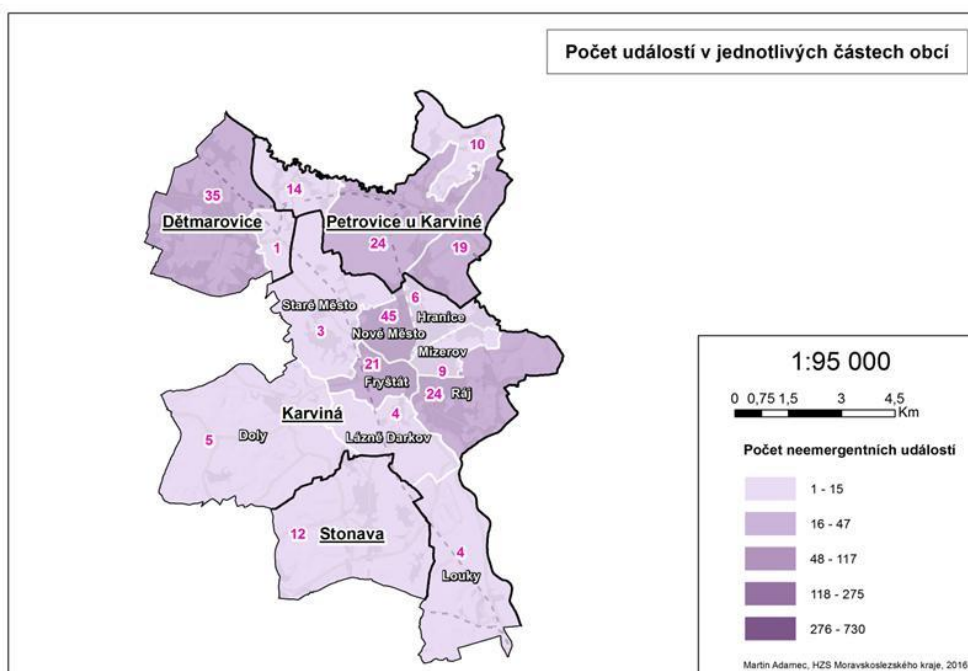 Počet událostí v jednotlivých částech obcí
10
35
14
Dětmarovice
Petrovice u Karviné
1
24
19
Staré Město
6
45
Hranice
3
Nové Město
Mizerov
21
9
Fryštát
24
Ráj
Karviná
4
5
Doly
Lázně Darkov
12
Stonava
4
Louky
1:95 000
0 0,75 1,5 3 4,5
Km
Počet neemergentních událostí
1 - 15
16 - 47
48 - 117
118 - 275
276 - 730
Martin Adamec, HZS Moravskoslezského kraje, 2016